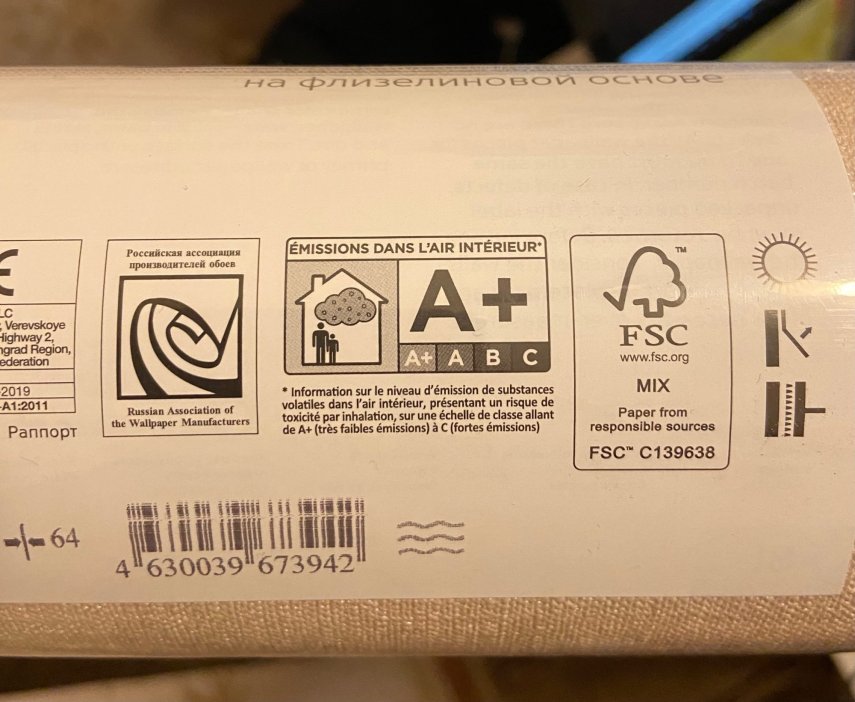 на флизелиновой основе
LC
, Verevskoye
Highway 2,
ngrad Region,
ederation
-2019
-A1:2011
Раппорт
64
Российская ассоциация
производителей обоев
Russian Association of
the Wallpaper Manufacturers
ÉMISSIONS DANS L'AIR INTÉRIEUR*
A+
A+ A B C
* Information sur le niveau d'émission de substances
volatiles dans l'air intérieur, présentant un risque de
toxicité par inhalation, sur une échelle de classe allant
de A+ (très faibles émissions) à C (fortes émissions)
TM
FSC
www.fsc.org
MIX
Paper from
responsible sources
FSC™ C139638
4 630039 673942